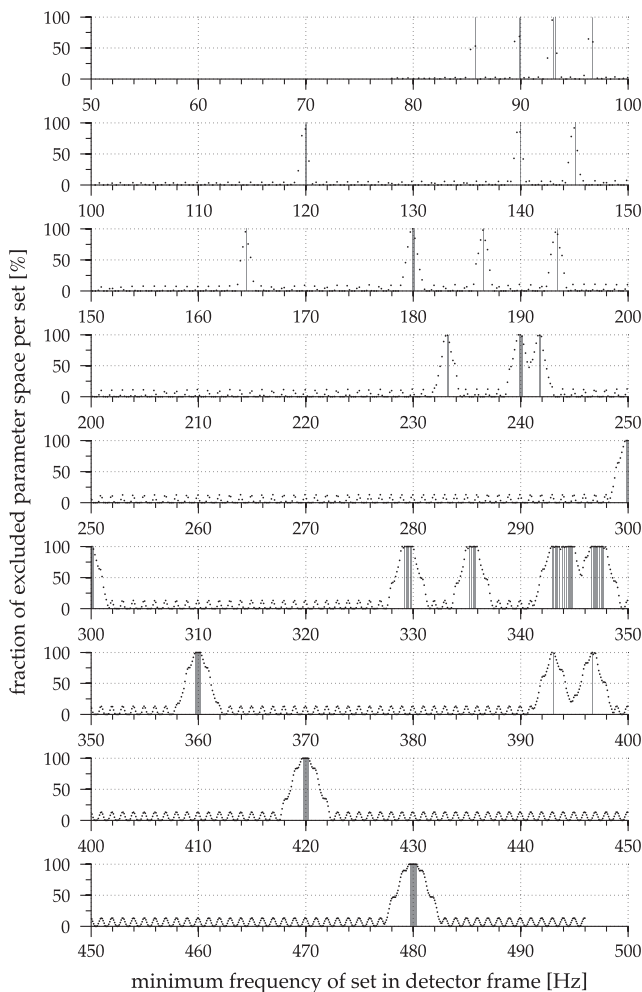 fraction of excluded parameter space per set [%]
100
50
0
50 60 70 80 90 100
100
50
0
100 110 120 130 140 150
100
50
0
150 160 170 180 190 200
100
50
0
200 210 220 230 240 250
100
50
0
250 260 270 280 290 300
100
50
0
300 310 320 330 340 350
100
50
0
350 360 370 380 390 400
100
50
0
400 410 420 430 440 450
100
50
0
450 460 470 480 490 500
minimum frequency of set in detector frame [Hz]